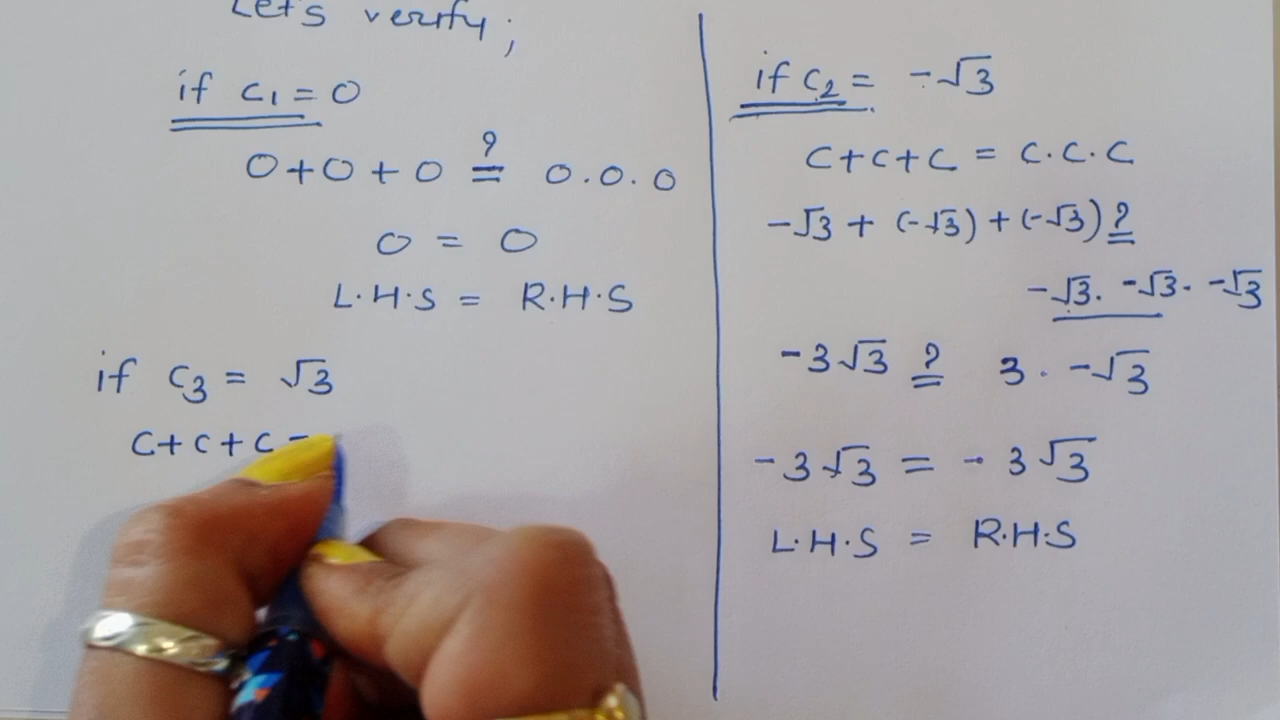 Let's verify;
if c₁ = 0
0 + 0 + 0 ≟ 0.0.0
0 = 0
L.H.S = R.H.S
if c₃ = √3
c + c + c =
if c₂ = -√3
c + c + c = c.c.c
-√3 + (-√3) + (-√3) ≟
-√3. -√3. -√3
-3√3 ≟ 3. -√3
-3√3 = -3√3
L.H.S = R.H.S